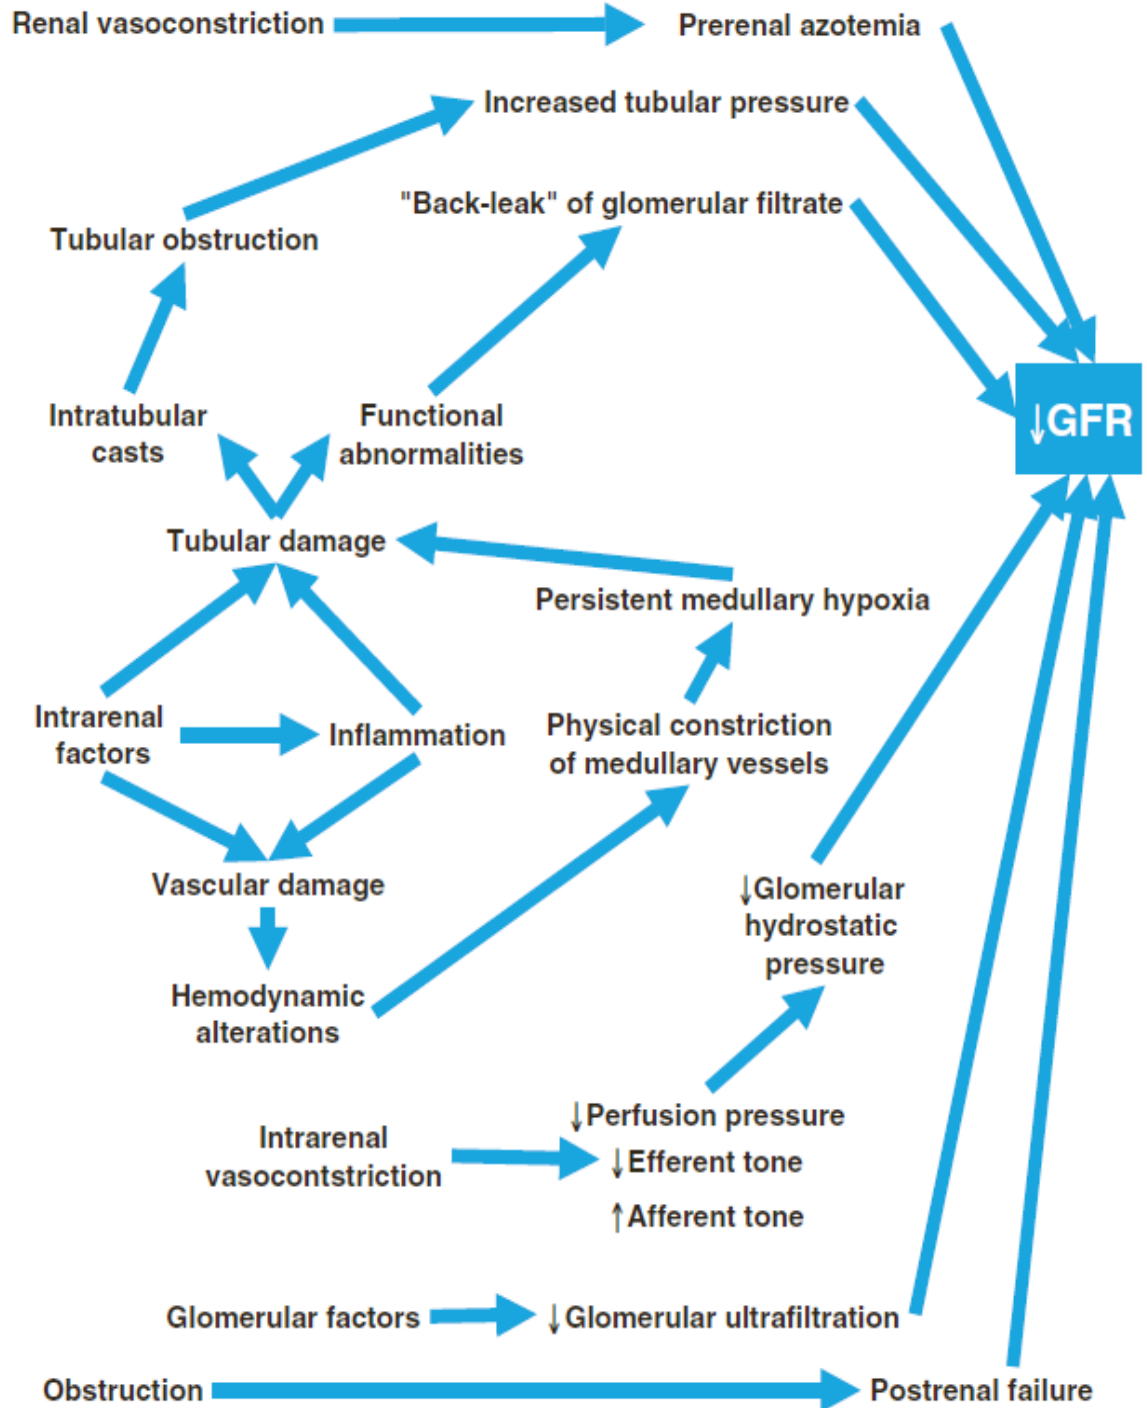 Renal vasoconstriction
Prerenal azotemia
Increased tubular pressure
"Back-leak" of glomerular filtrate
Tubular obstruction
Intratubular
casts
Functional
abnormalities
↓GFR
Tubular damage
Persistent medullary hypoxia
Intrarenal
factors
Inflammation
Physical constriction
of medullary vessels
Vascular damage
↓Glomerular
hydrostatic
pressure
Hemodynamic
alterations
Intrarenal
vasocontstriction
↓Perfusion pressure
↓Efferent tone
↑Afferent tone
Glomerular factors
↓Glomerular ultrafiltration
Obstruction
Postrenal failure